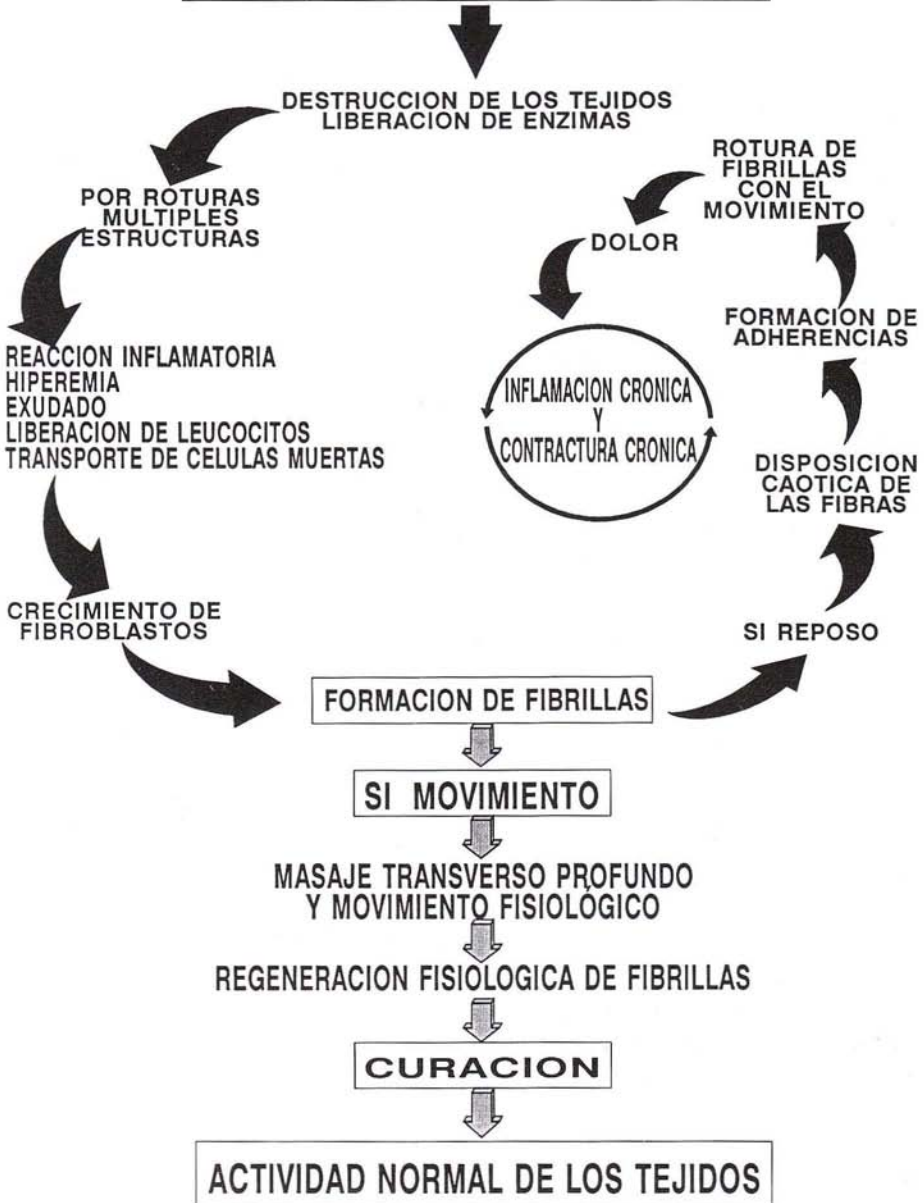 DESTRUCCION DE LOS TEJIDOS
LIBERACION DE ENZIMAS
POR ROTURAS
MULTIPLES
ESTRUCTURAS
REACCION INFLAMATORIA
HIPEREMIA
EXUDADO
LIBERACION DE LEUCOCITOS
TRANSPORTE DE CELULAS MUERTAS
CRECIMIENTO DE
FIBROBLASTOS
FORMACION DE FIBRILLAS
SI REPOSO
DISPOSICION
CAOTICA DE
LAS FIBRAS
FORMACION DE
ADHERENCIAS
ROTURA DE
FIBRILLAS
CON EL
MOVIMIENTO
DOLOR
INFLAMACION CRONICA
Y
CONTRACTURA CRONICA
SI MOVIMIENTO
MASAJE TRANSVERSO PROFUNDO
Y MOVIMIENTO FISIOLÓGICO
REGENERACION FISIOLOGICA DE FIBRILLAS
CURACION
ACTIVIDAD NORMAL DE LOS TEJIDOS